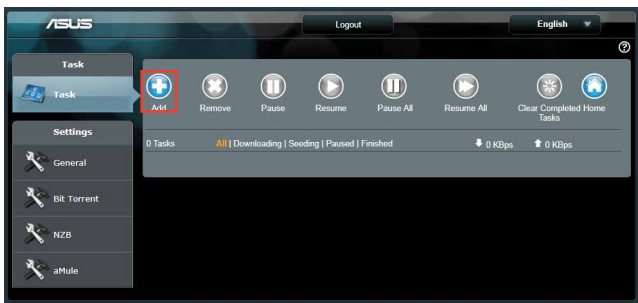 ASUS
Logout
English
?
Task
Task
Settings
General
Bit Torrent
NZB
aMule
Add Remove Pause Resume Pause All Resume All Clear Completed Tasks Home
0 Tasks All | Downloading | Seeding | Paused | Finished 0 KBps 0 KBps